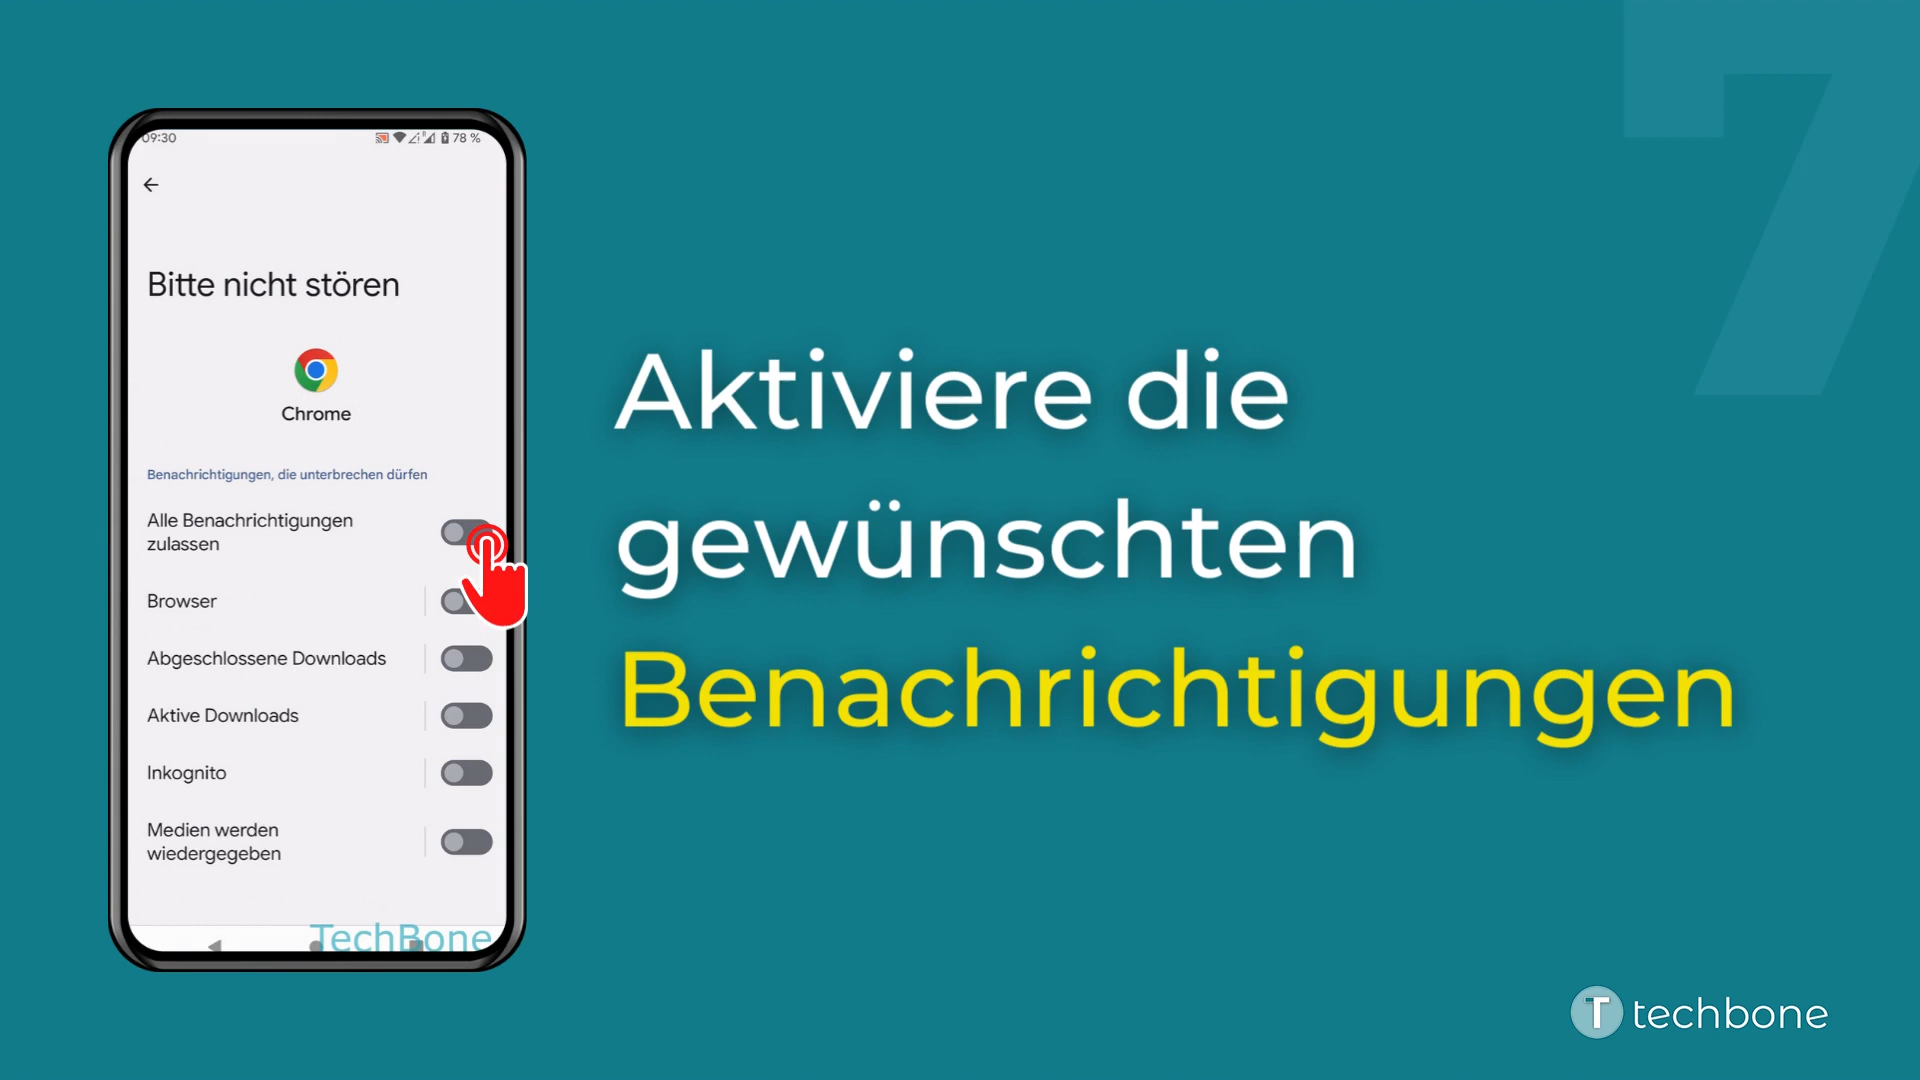 7
09:30
78 %
Bitte nicht stören
Chrome
Benachrichtigungen, die unterbrechen dürfen
Alle Benachrichtigungen
zulassen
Browser
Abgeschlossene Downloads
Aktive Downloads
Inkognito
Medien werden
wiedergegeben
TechBone
Aktiviere die
gewünschten
Benachrichtigungen
T techbone